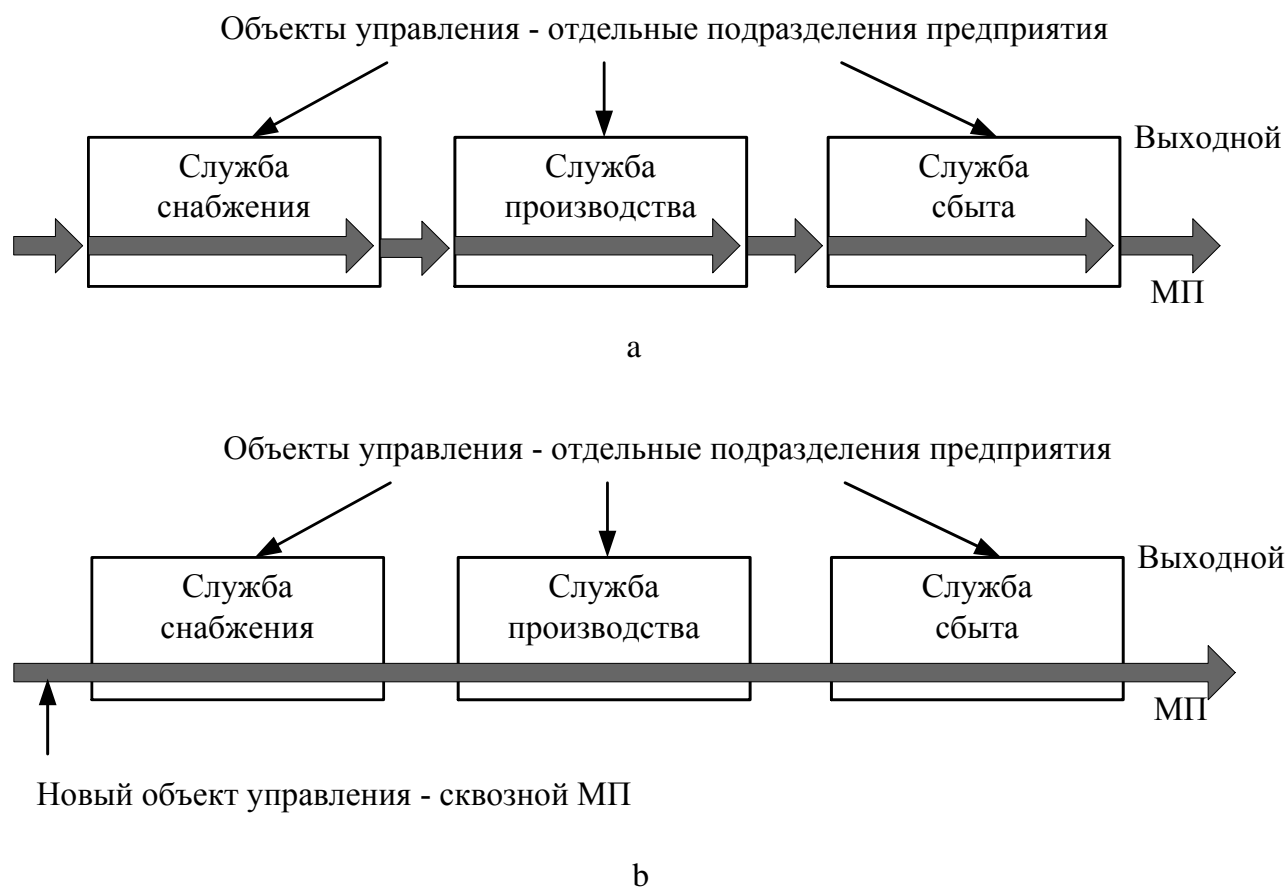 Объекты управления - отдельные подразделения предприятия
Выходной
Служба
снабжения
Служба
производства
Служба
сбыта
МП
а
Объекты управления - отдельные подразделения предприятия
Выходной
Служба
снабжения
Служба
производства
Служба
сбыта
МП
Новый объект управления - сквозной МП
b